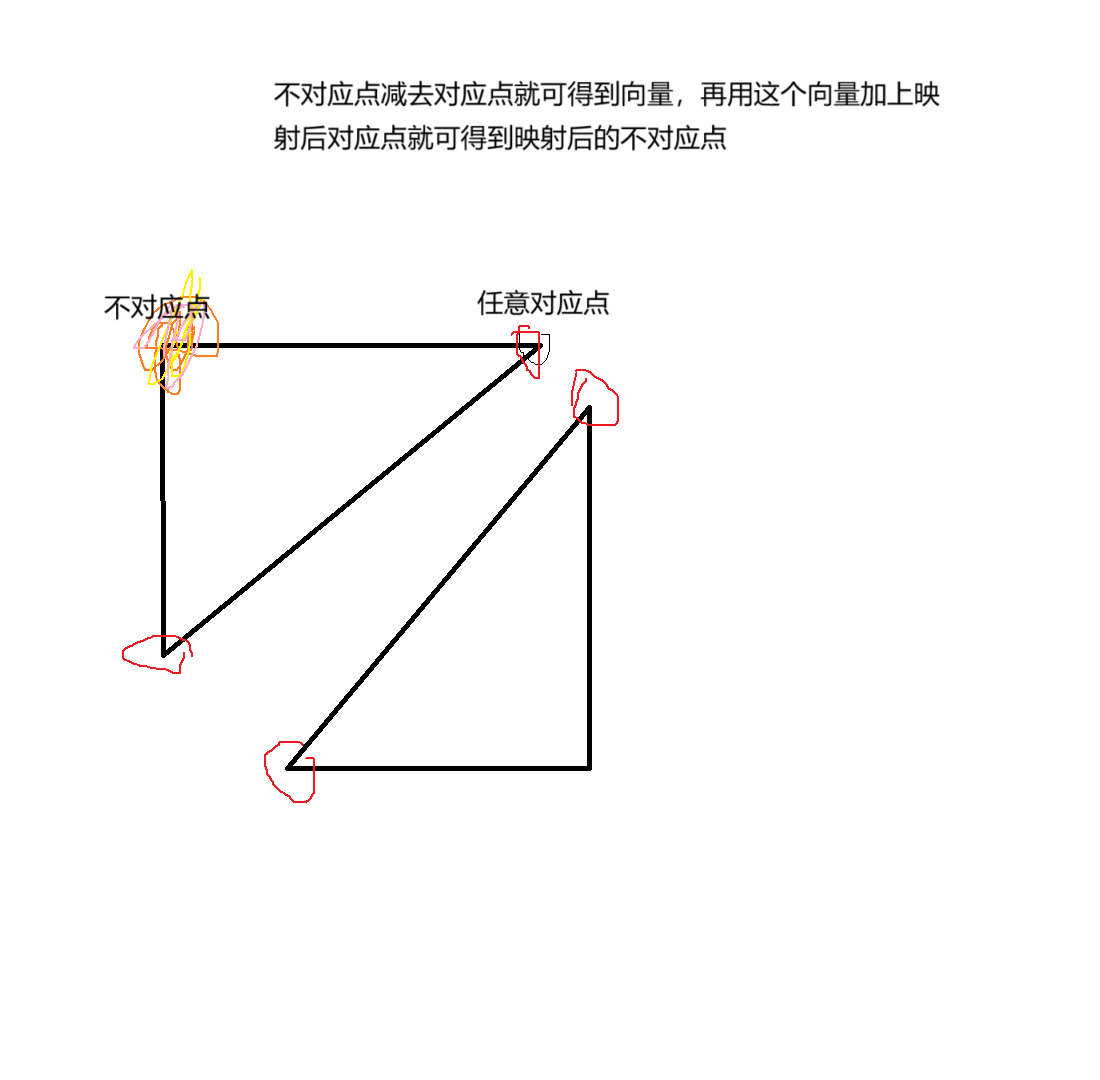 不对应点减去对应点就可得到向量，再用这个向量加上映
射后对应点就可得到映射后的不对应点
不对应点
任意对应点